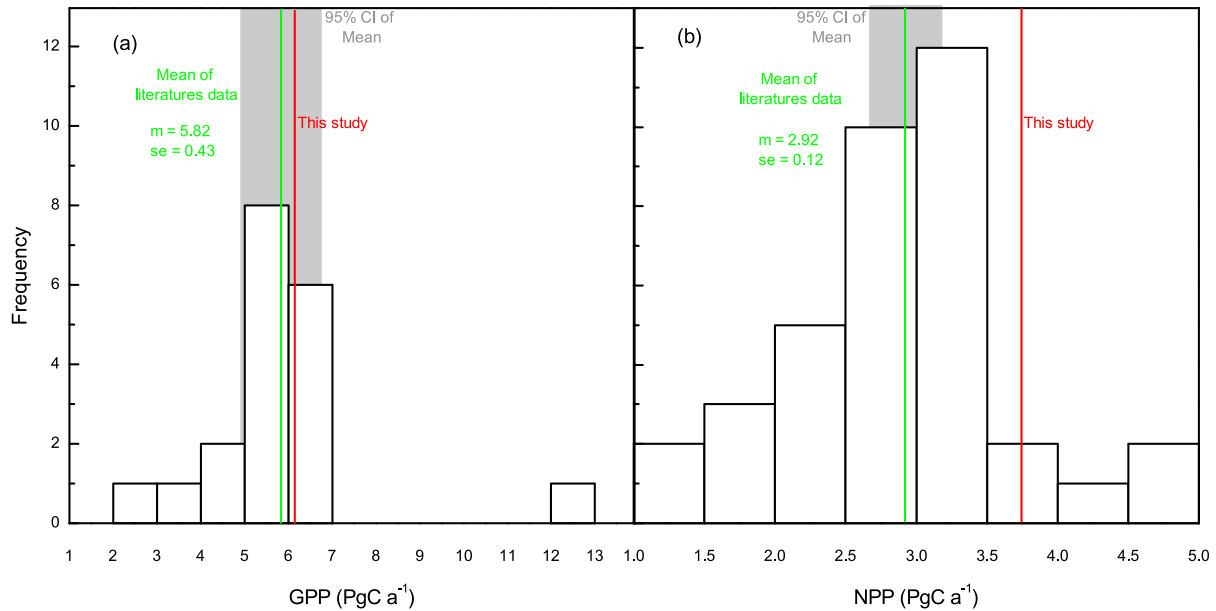 (a)
95% CI of
Mean
Mean of
literatures data
m = 5.82
se = 0.43
This study
(b)
95% CI of
Mean
Mean of
literatures data
m = 2.92
se = 0.12
This study
Frequency
12
10
8
6
4
2
0
1 2 3 4 5 6 7 8 9 10 11 12 13
1.0 1.5 2.0 2.5 3.0 3.5 4.0 4.5 5.0
GPP (PgC a⁻¹)
NPP (PgC a⁻¹)